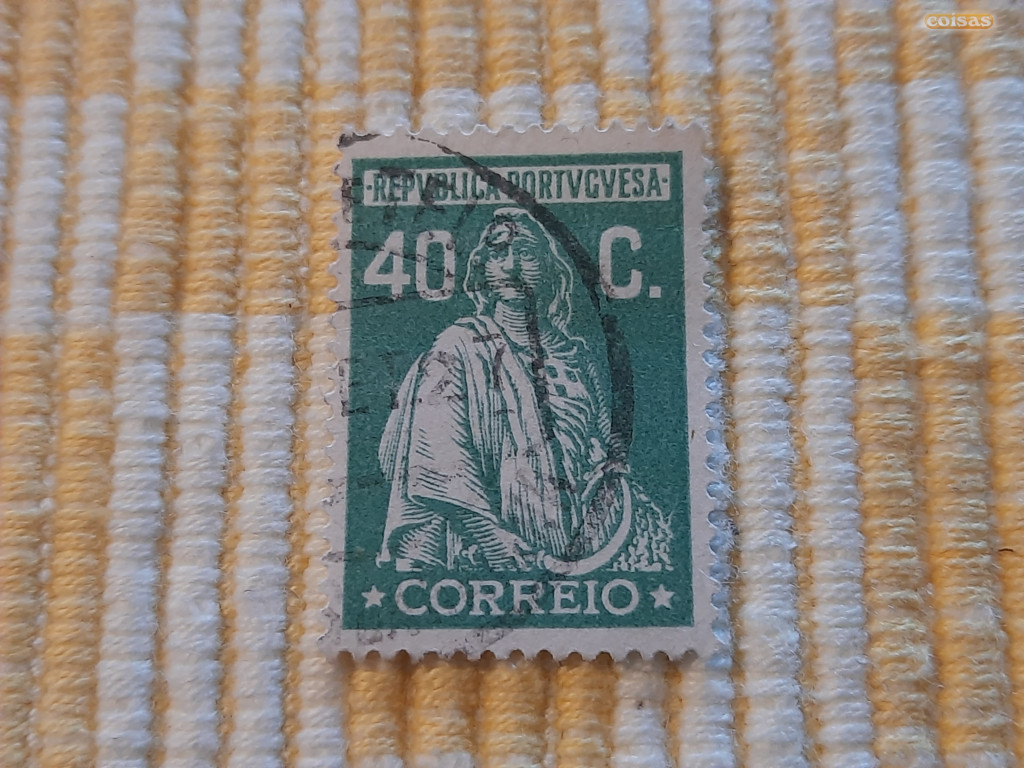 coisas
·REPVBLICA PORTVGVESA·
40 C.
CORREIO